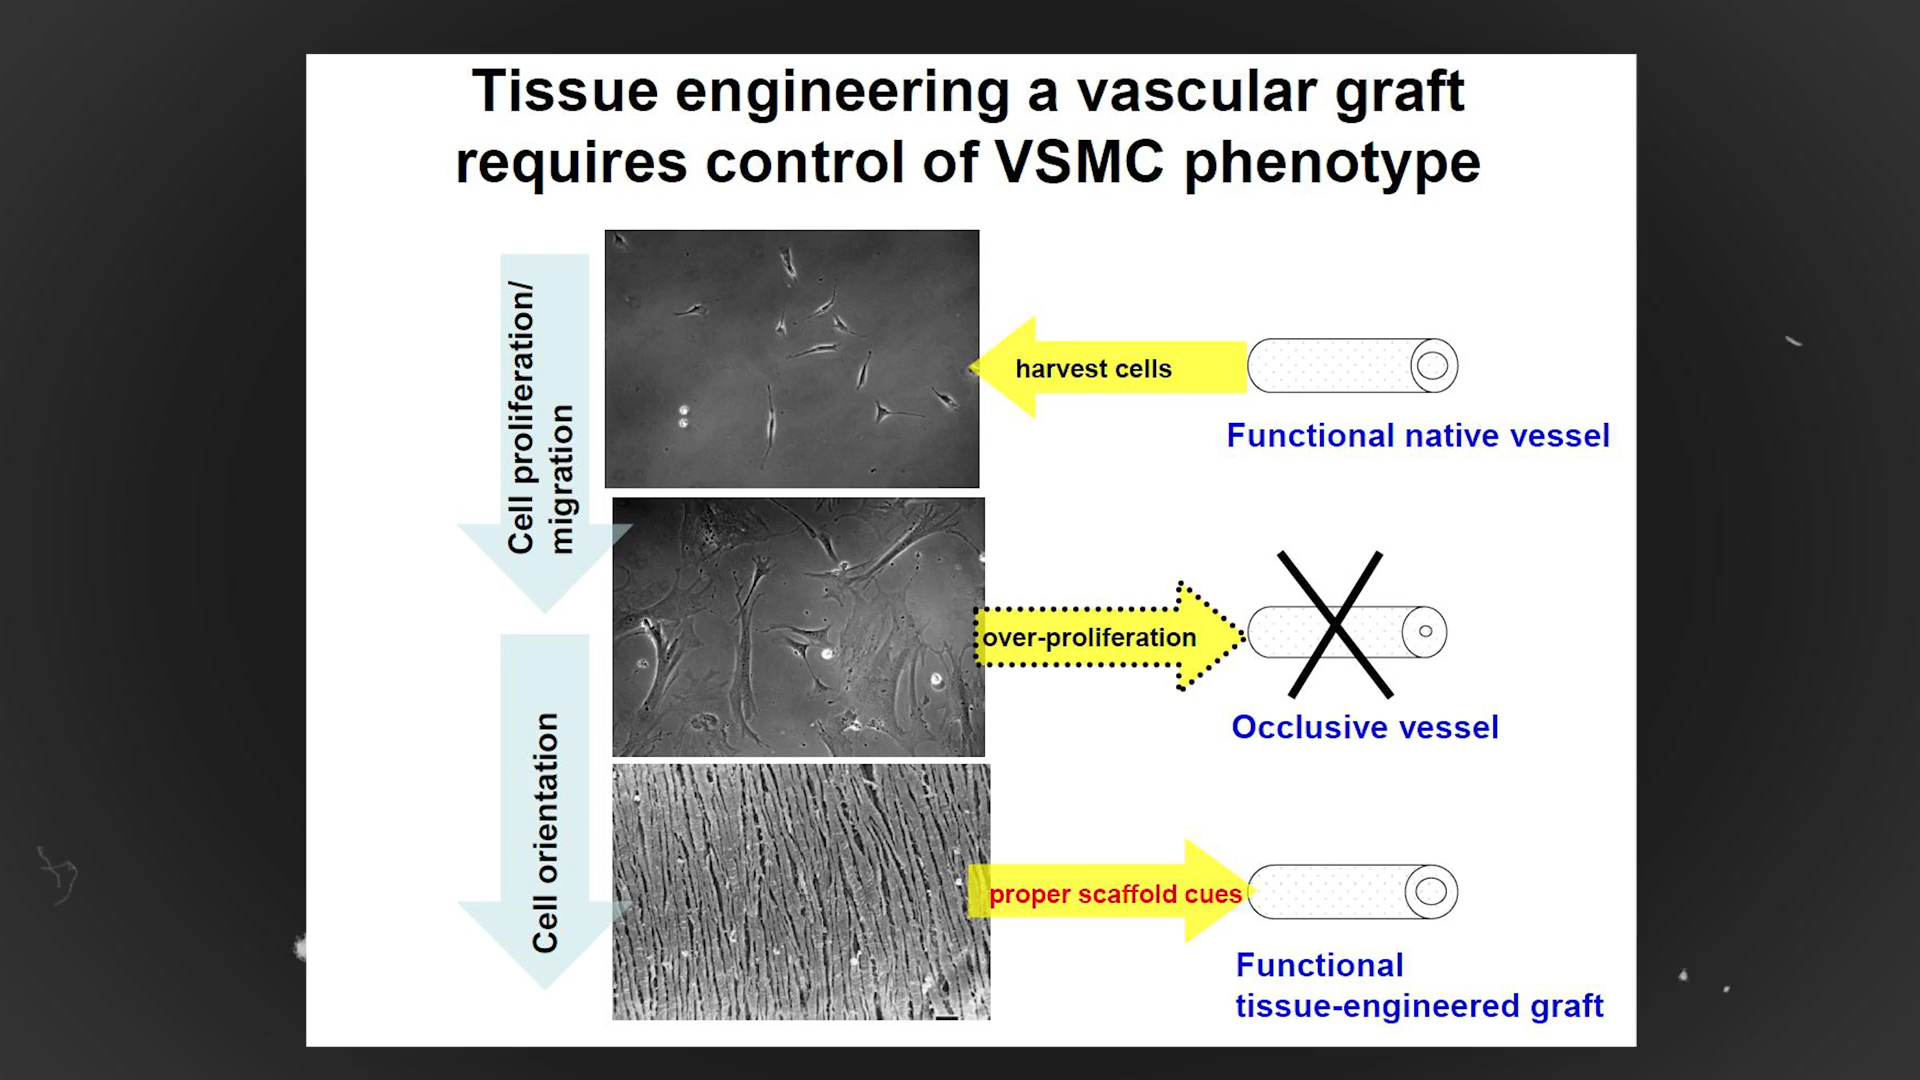 Tissue engineering a vascular graft
requires control of VSMC phenotype
Cell proliferation/
migration
harvest cells
Functional native vessel
over-proliferation
Occlusive vessel
Cell orientation
proper scaffold cues
Functional
tissue-engineered graft